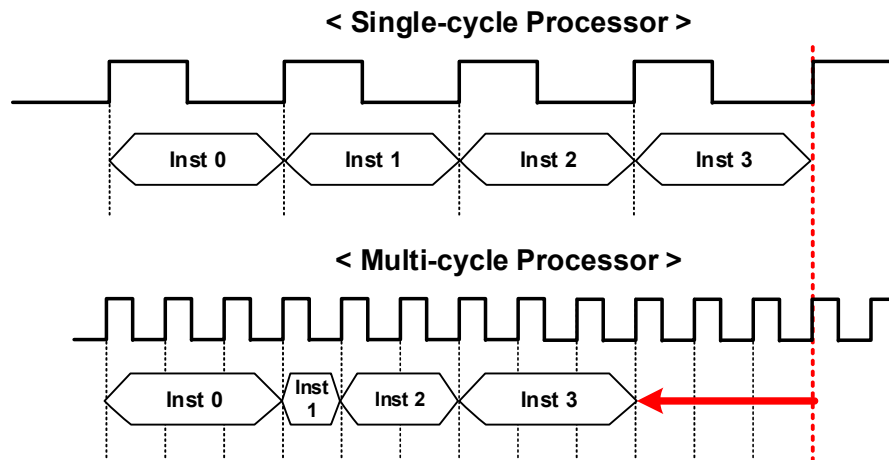 < Single-cycle Processor >
Inst 0 Inst 1 Inst 2 Inst 3
< Multi-cycle Processor >
Inst 0 Inst 1 Inst 2 Inst 3